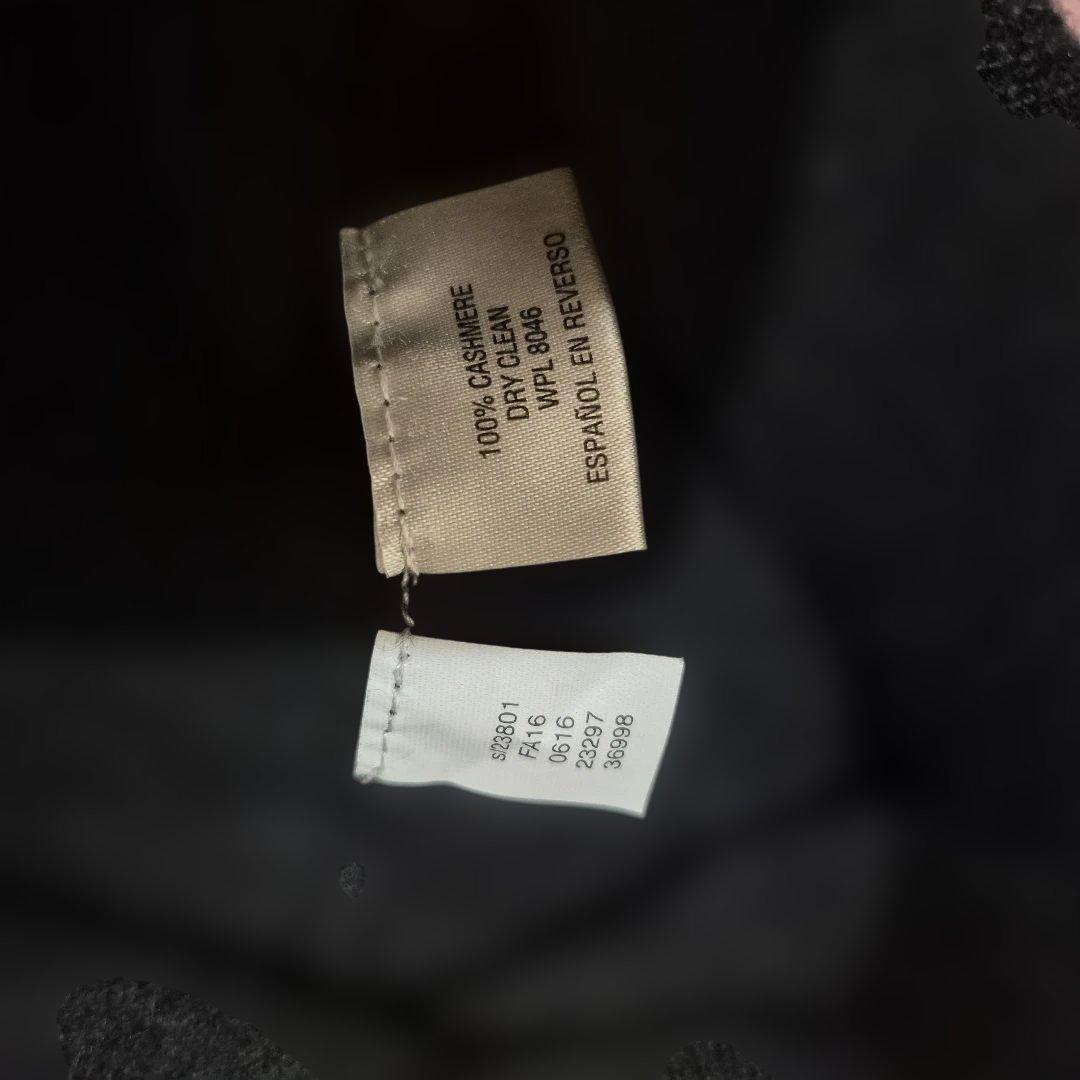 100% CASHMERE
DRY CLEAN
WPL 8046
ESPAÑOL EN REVERSO
S/23801
FA16
0616
23297
36998